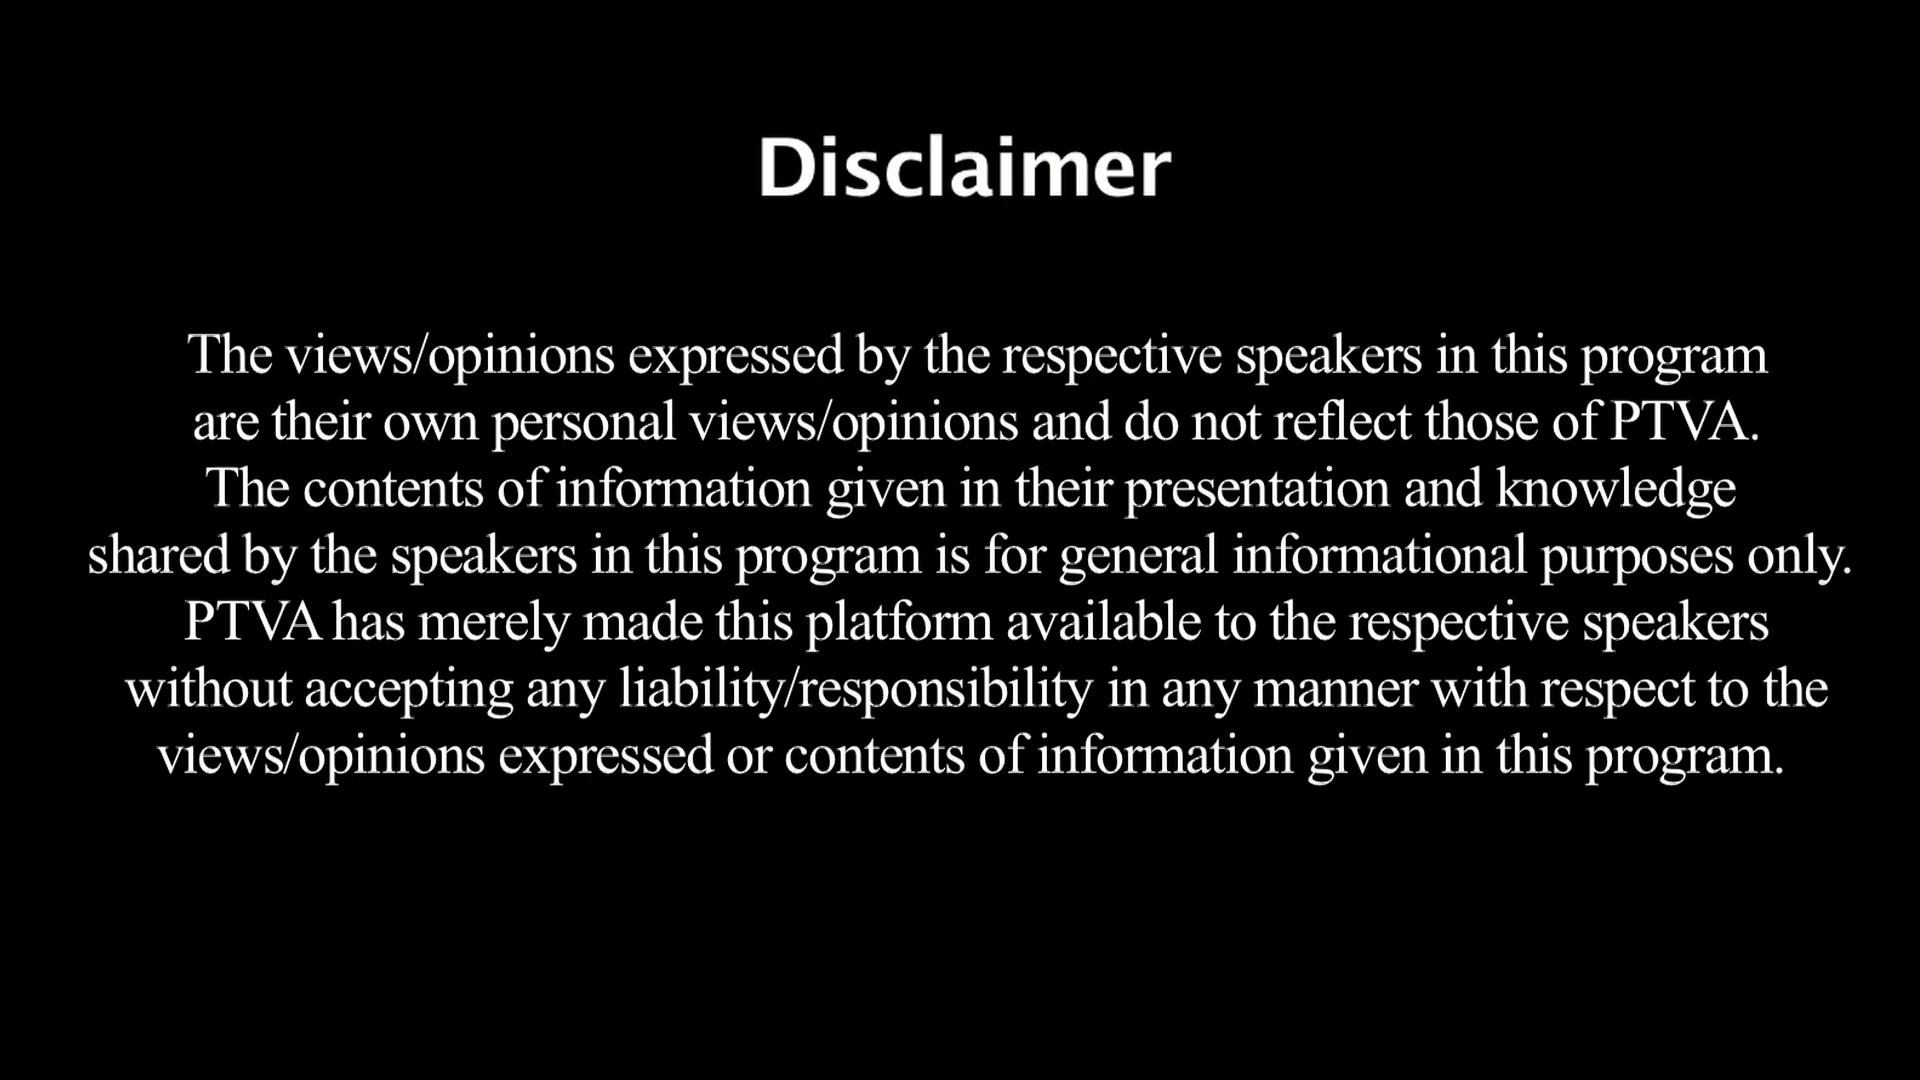 Disclaimer
The views/opinions expressed by the respective speakers in this program
are their own personal views/opinions and do not reflect those of PTVA.
The contents of information given in their presentation and knowledge
shared by the speakers in this program is for general informational purposes only.
PTVA has merely made this platform available to the respective speakers
without accepting any liability/responsibility in any manner with respect to the
views/opinions expressed or contents of information given in this program.